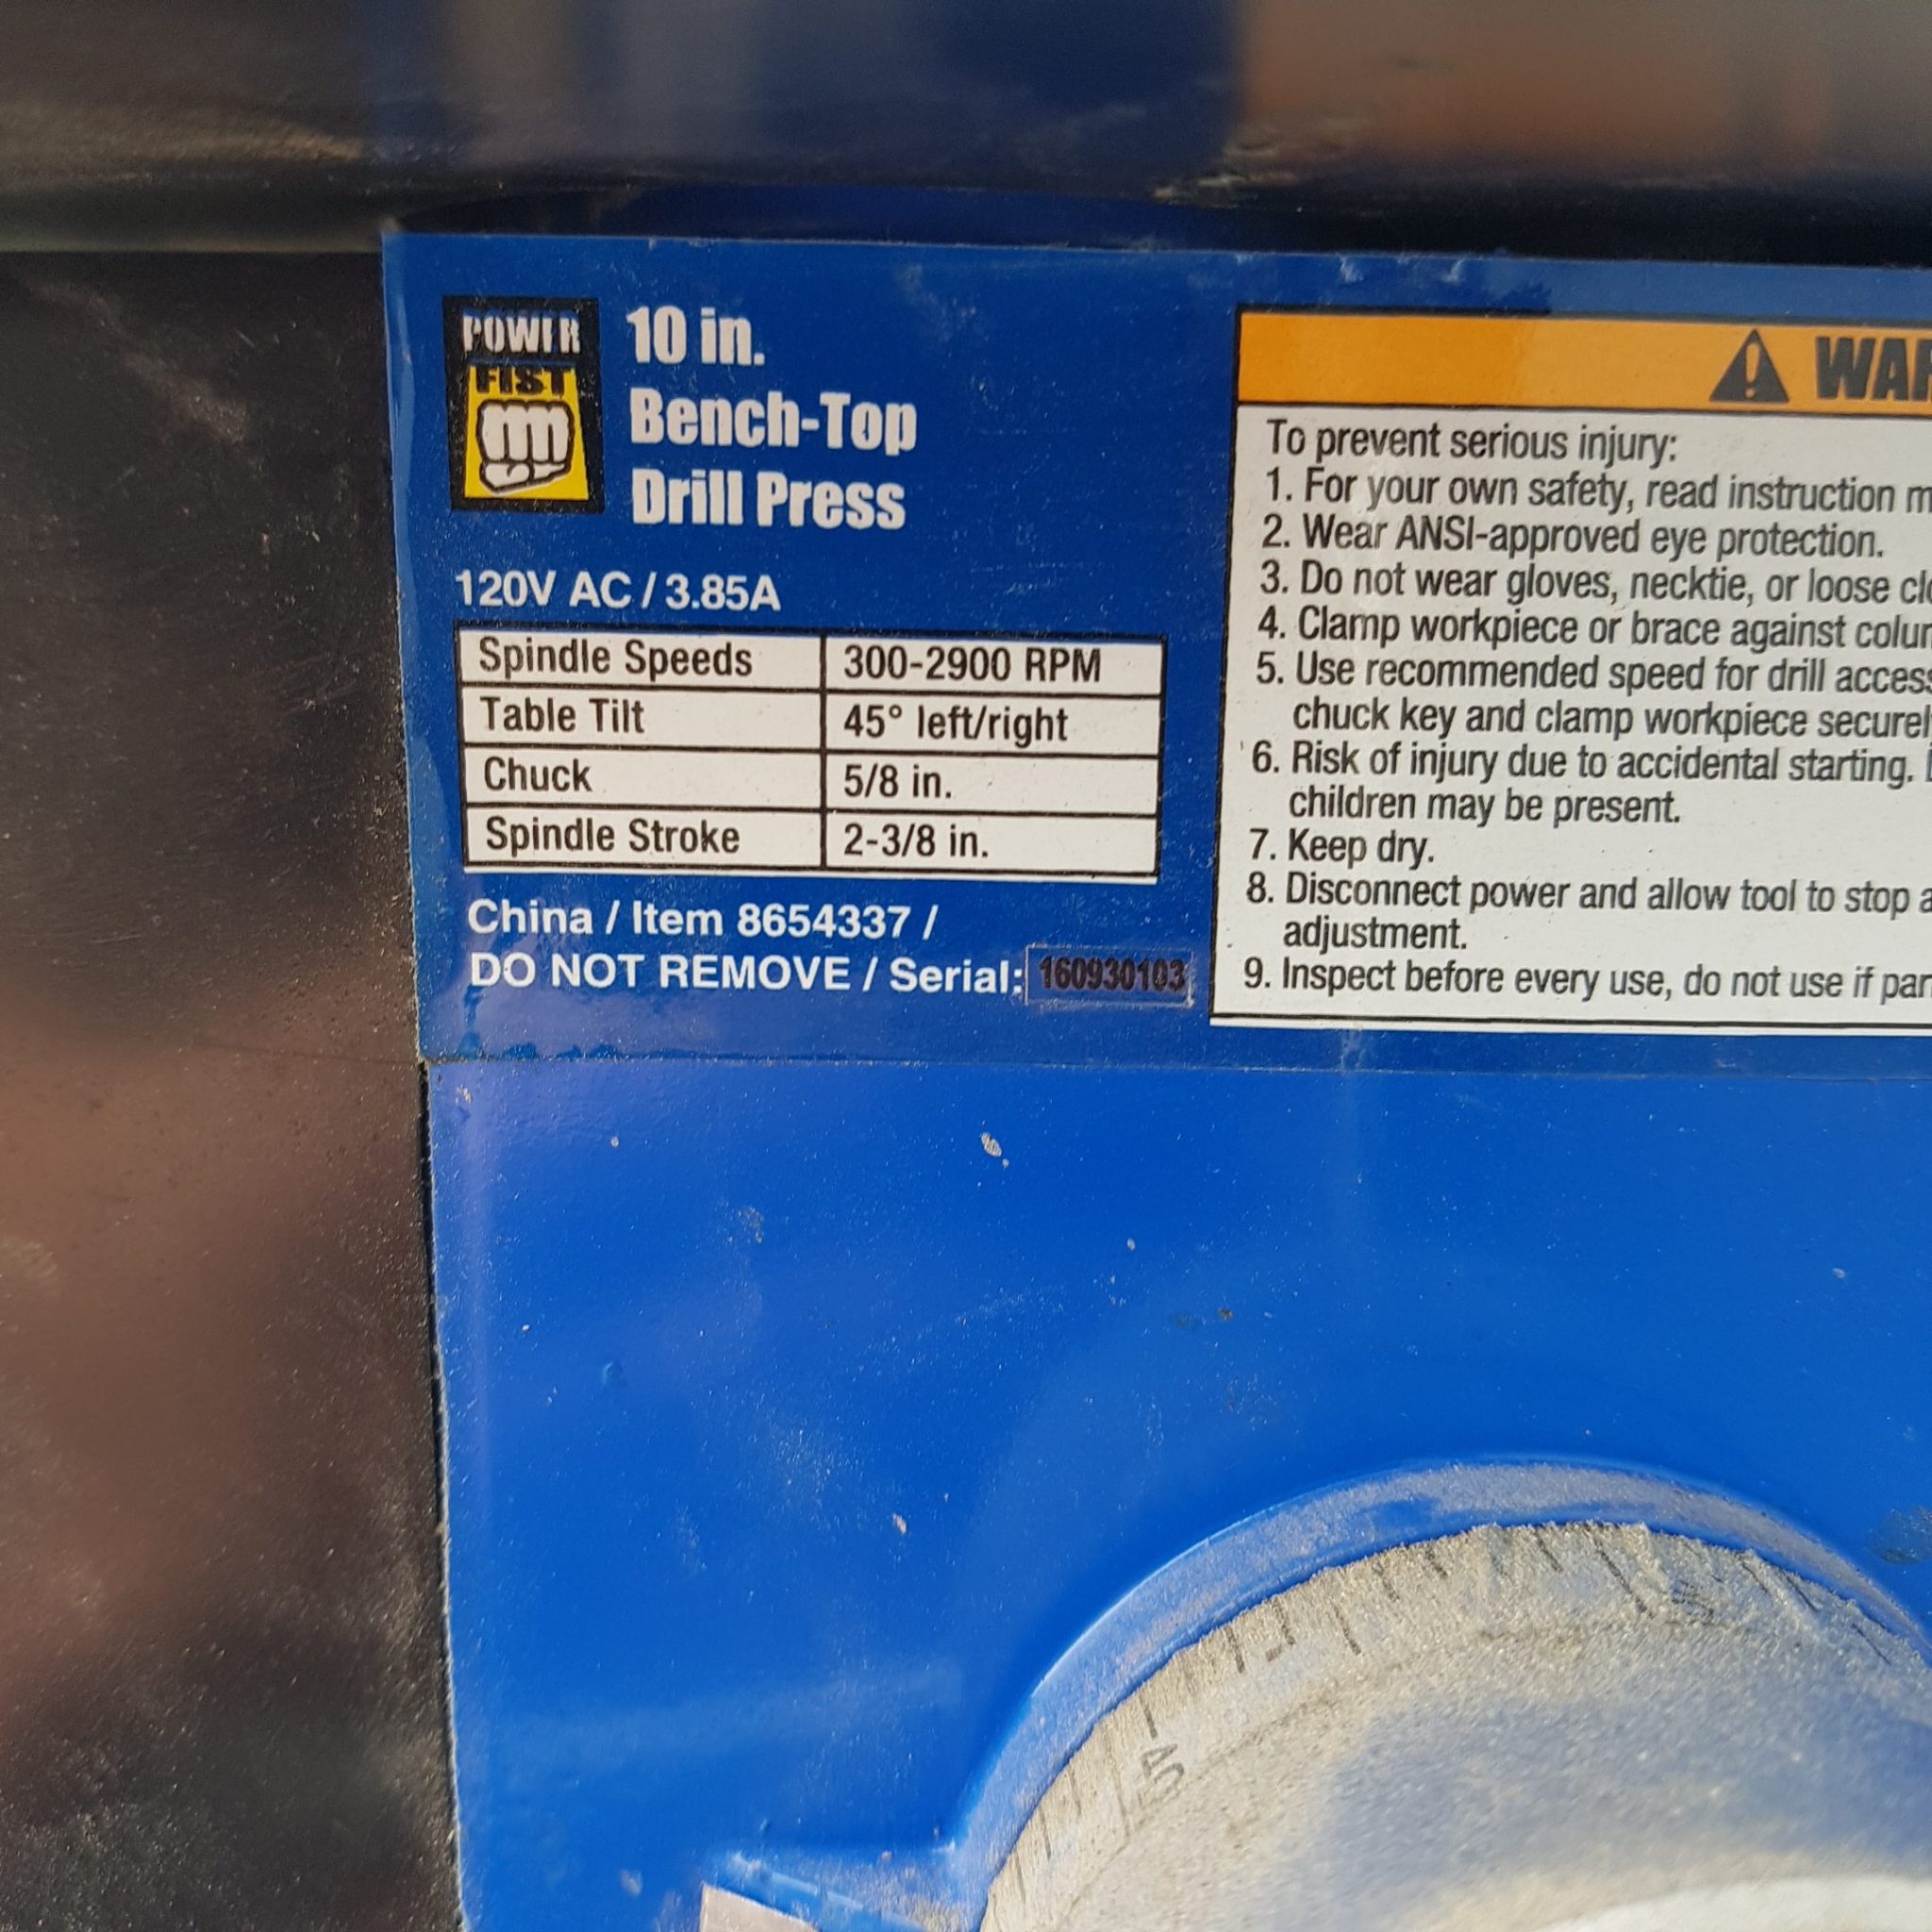 POWER
FIST
10 in.
Bench-Top
Drill Press
120V AC / 3.85A
Spindle Speeds 300-2900 RPM
Table Tilt 45° left/right
Chuck 5/8 in.
Spindle Stroke 2-3/8 in.
China / Item 8654337 /
DO NOT REMOVE / Serial: 160930103
To prevent serious injury:
1. For your own safety, read instruction
2. Wear ANSI-approved eye protection.
3. Do not wear gloves, necktie, or loose
4. Clamp workpiece or brace against
5. Use recommended speed for drill
chuck key and clamp workpiece
6. Risk of injury due to accidental starting.
children may be present.
7. Keep dry.
8. Disconnect power and allow tool to stop
adjustment.
9. Inspect before every use, do not use if